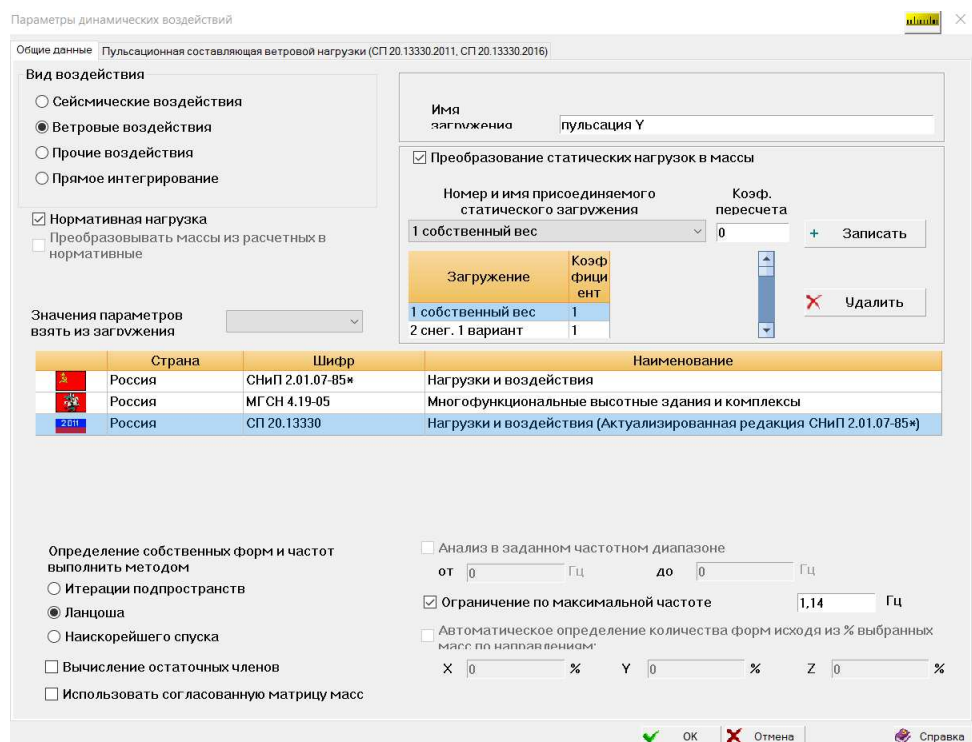 Параметры динамических воздействий
Общие данные Пульсационная составляющая ветровой нагрузки (СП 20.13330.2011, СП 20.13330.2016)
Вид воздействия
Сейсмические воздействия
Ветровые воздействия
Прочие воздействия
Прямое интегрирование
Нормативная нагрузка
Преобразовывать массы из расчетных в
нормативные
Значения параметров
взять из загружения
Имя
загружения
пульсация Y
Преобразование статических нагрузок в массы
Номер и имя присоединяемого
статического загружения
Коэф.
пересчета
1 собственный вес
0
+ Записать
Загружение
Коэф
фици
ент
1 собственный вес 1
2 снег. 1 вариант 1
Удалить
Страна Шифр Наименование
Россия СНиП 2.01.07-85* Нагрузки и воздействия
Россия МГСН 4.19-05 Многофункциональные высотные здания и комплексы
2011 Россия СП 20.13330 Нагрузки и воздействия (Актуализированная редакция СНиП 2.01.07-85*)
Определение собственных форм и частот
выполнить методом
Итерации подпространств
Ланцоша
Наискорейшего спуска
Вычисление остаточных членов
Использовать согласованную матрицу масс
Анализ в заданном частотном диапазоне
от 0 Гц до 0 Гц
Ограничение по максимальной частоте 1,14 Гц
Автоматическое определение количества форм исходя из % выбранных
масс по направлениям:
X 0 % Y 0 % Z 0 %
OK Отмена Справка